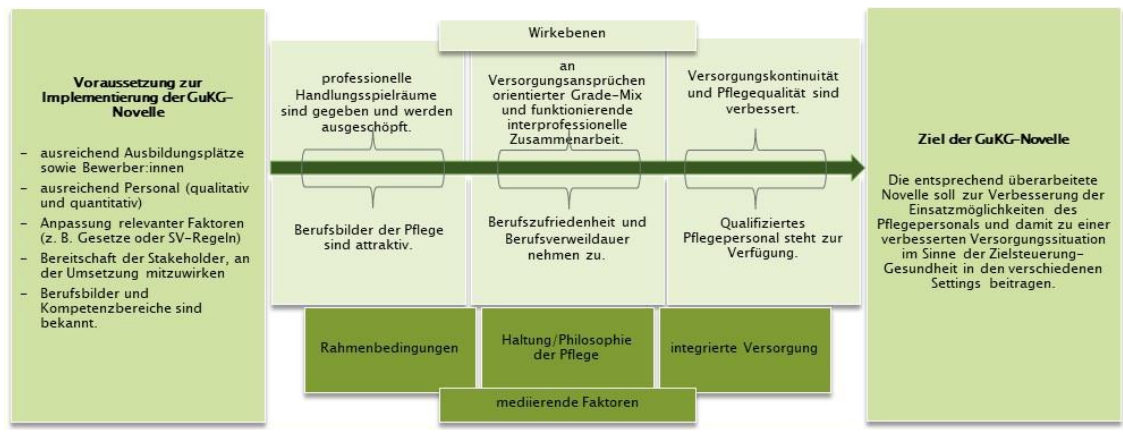 Voraussetzung zur
Implementierung der GuKG-
Novelle
– ausreichend Ausbildungsplätze
sowie Bewerber:innen
– ausreichend Personal (qualitativ
und quantitativ)
– Anpassung relevanter Faktoren
(z. B. Gesetze oder SV-Regeln)
– Bereitschaft der Stakeholder, an
der Umsetzung mitzuwirken
– Berufsbilder und
Kompetenzbereiche sind
bekannt.
Wirkebenen
professionelle
Handlungsspielräume
sind gegeben und werden
ausgeschöpft.
an
Versorgungsansprüchen
orientierter Grade-Mix
und funktionierende
interprofessionelle
Zusammenarbeit.
Versorgungskontinuität
und Pflegequalität sind
verbessert.
Berufsbilder der Pflege
sind attraktiv.
Berufszufriedenheit und
Berufsverweildauer
nehmen zu.
Qualifiziertes
Pflegepersonal steht zur
Verfügung.
Rahmenbedingungen
Haltung/Philosophie
der Pflege
integrierte Versorgung
mediierende Faktoren
Ziel der GuKG-Novelle
Die entsprechend überarbeitete
Novelle soll zur Verbesserung der
Einsatzmöglichkeiten des
Pflegepersonals und damit zu einer
verbesserten Versorgungssituation
im Sinne der Zielsteuerung-
Gesundheit in den verschiedenen
Settings beitragen.